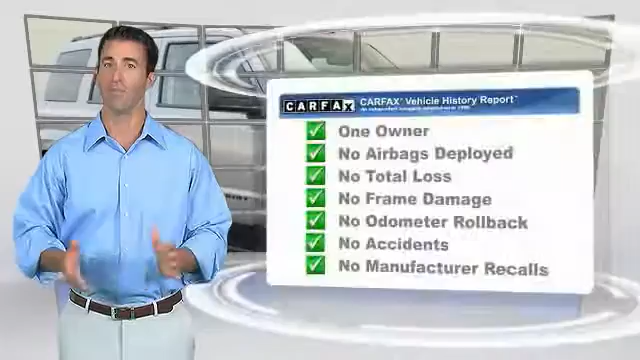 CARFAX CARFAX Vehicle History Report™
One Owner
No Airbags Deployed
No Total Loss
No Frame Damage
No Odometer Rollback
No Accidents
No Manufacturer Recalls